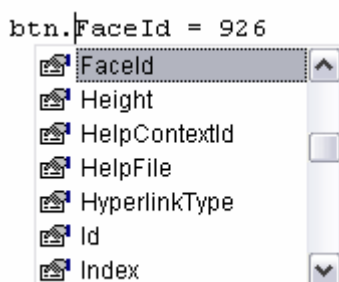 btn.FaceId = 926
FaceId
Height
HelpContextId
HelpFile
HyperlinkType
Id
Index